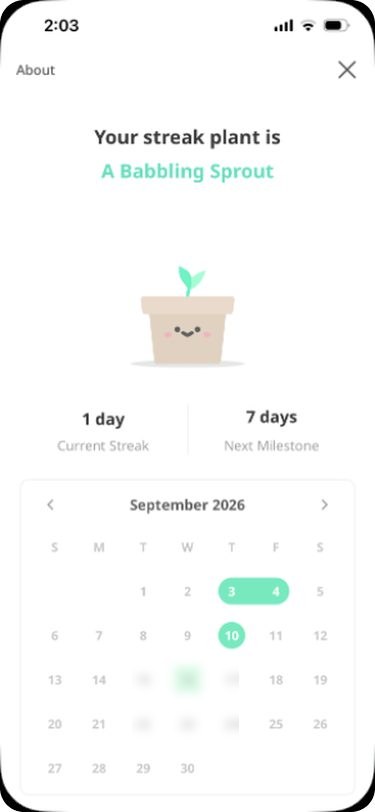 2:03
About
Your streak plant is
A Babbling Sprout
1 day 7 days
Current Streak Next Milestone
September 2026
S M T W T F S
1 2 3 4 5
6 7 8 9 10 11 12
13 14 18 19
20 21 25 26
27 28 29 30